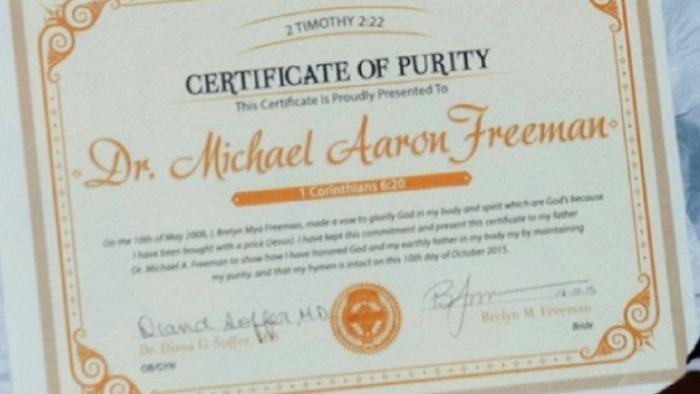 2 TIMOTHY 2:22
CERTIFICATE OF PURITY
This Certificate Is Proudly Presented To
Dr. Michael Aaron Freeman
1 Corinthians 6:20
On the 10th of May 2008, I, Brelyn Mya Freeman, made a vow to glorify God in my body and spirit which are God's because
I have been bought with a price (Jesus). I have kept this commitment and present this certificate to my father
Dr. Michael A. Freeman to show how I have honored God and my earthly father in my body my by maintaining
my purity, and that my hymen is intact on this 10th day of October 2015.
Diana Soffer, M.D.
Dr. Diana G. Soffer,
Brelyn M. Freeman
OB/GYN
Bride